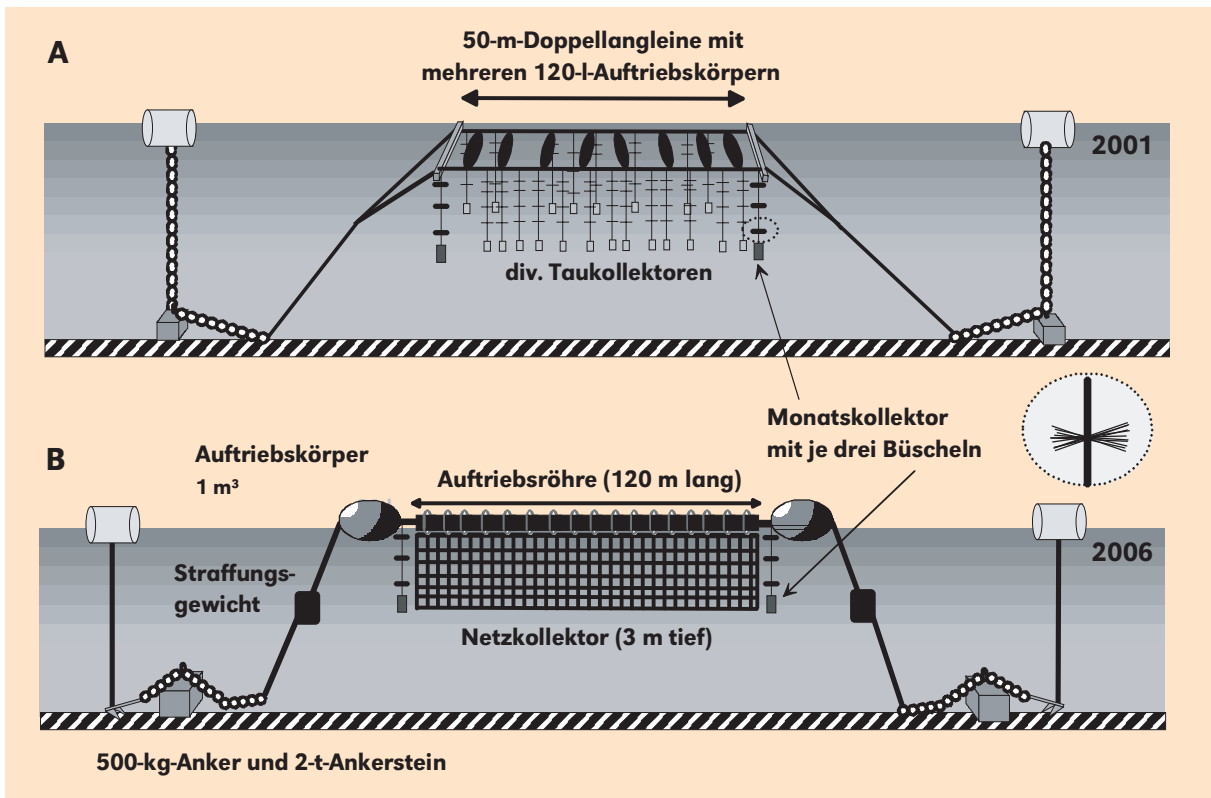 A
50-m-Doppellangleine mit
mehreren 120-l-Auftriebskörpern
2001
div. Taukollektoren
Monatskollektor
mit je drei Büscheln
B
Auftriebskörper
1 m³
Auftriebsröhre (120 m lang)
2006
Straffungs-
gewicht
Netzkollektor (3 m tief)
500-kg-Anker und 2-t-Ankerstein